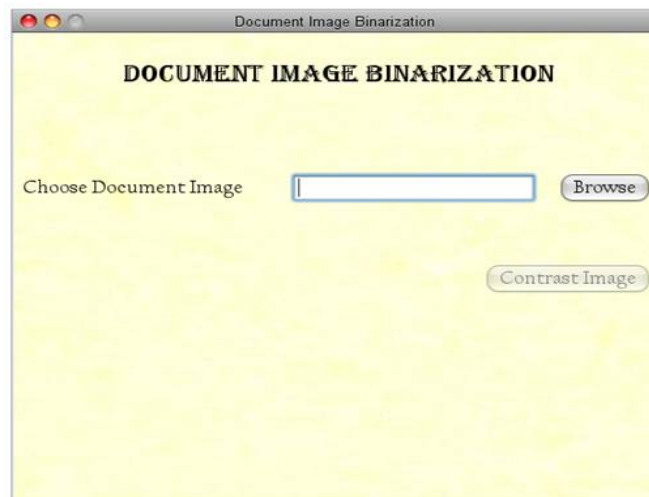 Document Image Binarization
DOCUMENT IMAGE BINARIZATION
Choose Document Image Browse
Contrast Image